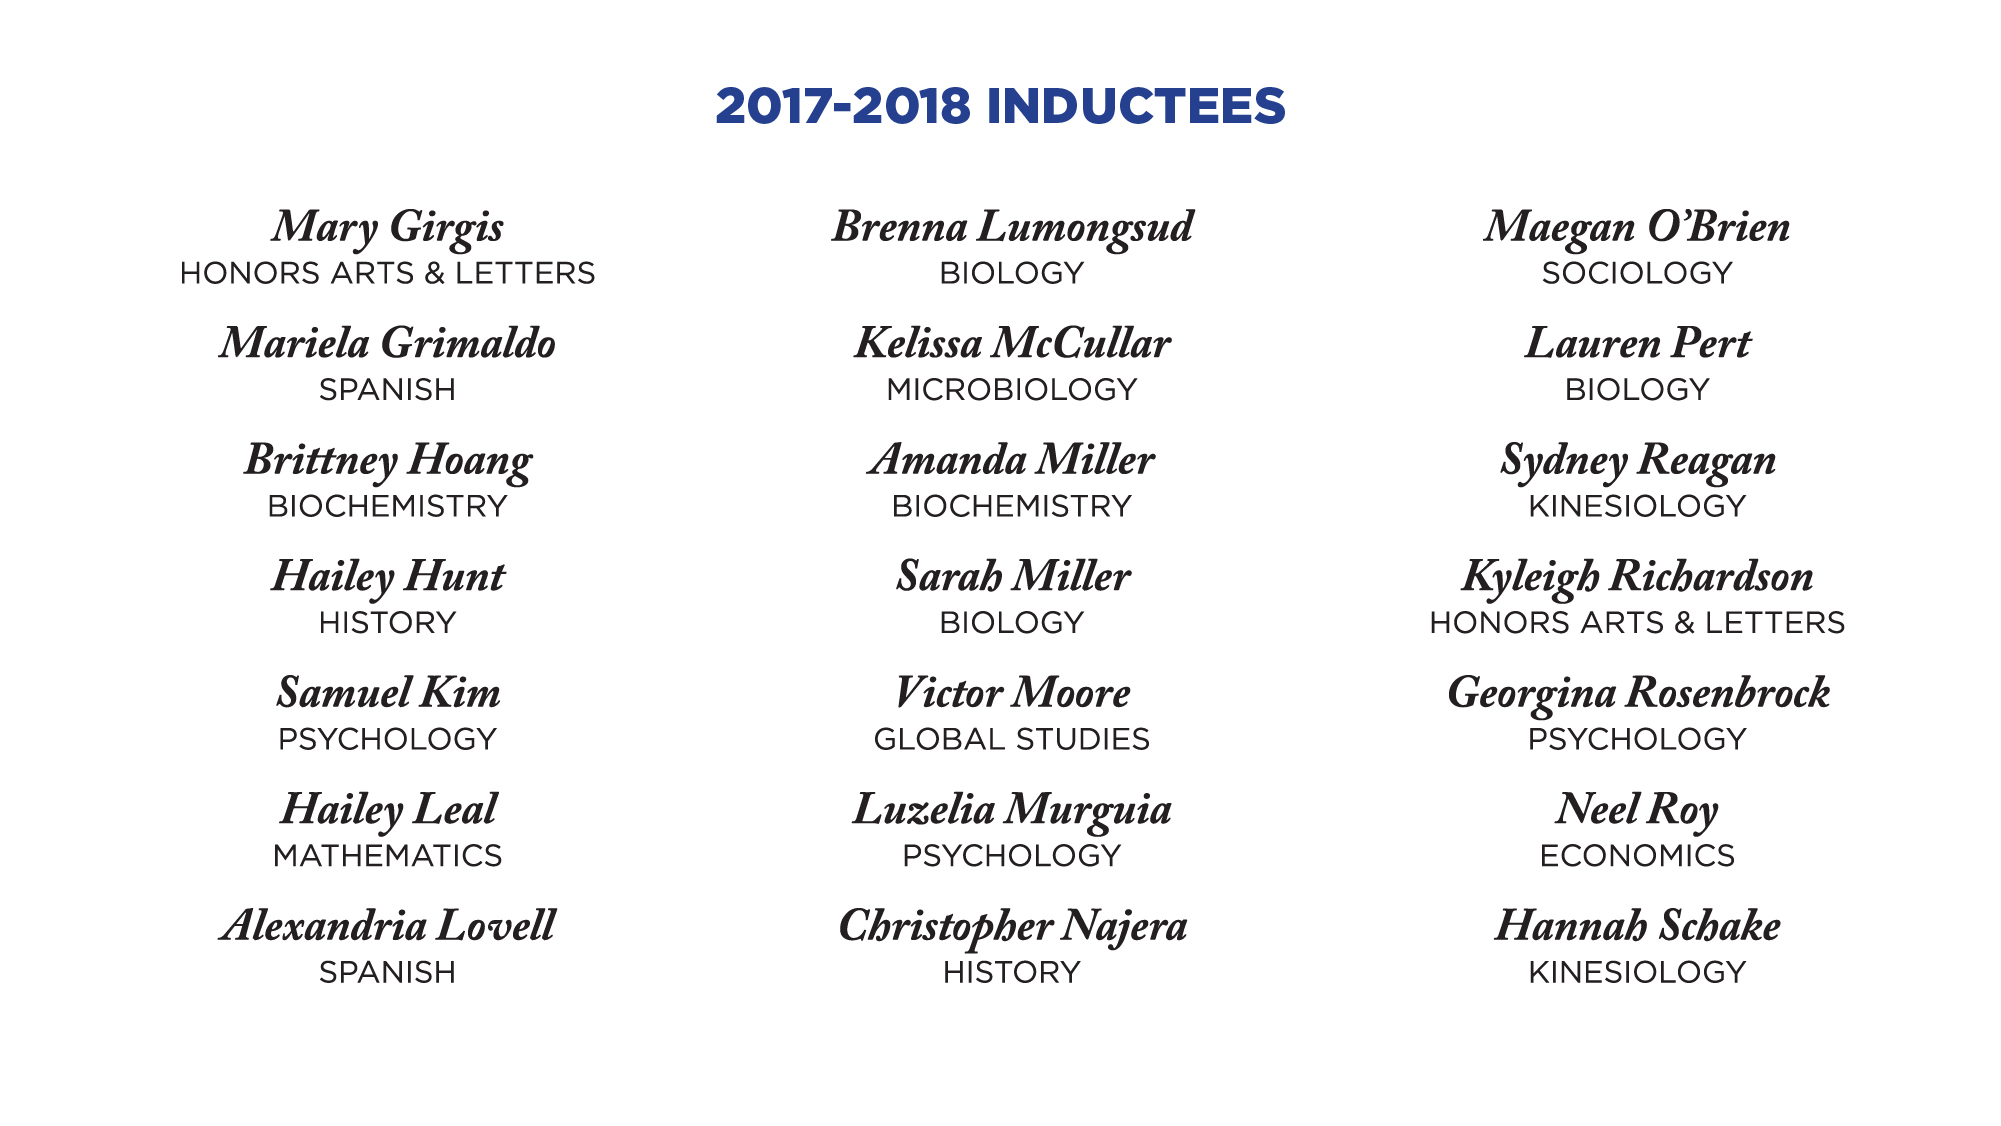 2017-2018 INDUCTEES
Mary Girgis
HONORS ARTS & LETTERS
Mariela Grimaldo
SPANISH
Brittney Hoang
BIOCHEMISTRY
Hailey Hunt
HISTORY
Samuel Kim
PSYCHOLOGY
Hailey Leal
MATHEMATICS
Alexandria Lovell
SPANISH
Brenna Lumongsud
BIOLOGY
Kelissa McCullar
MICROBIOLOGY
Amanda Miller
BIOCHEMISTRY
Sarah Miller
BIOLOGY
Victor Moore
GLOBAL STUDIES
Luzelia Murguia
PSYCHOLOGY
Christopher Najera
HISTORY
Maegan O’Brien
SOCIOLOGY
Lauren Pert
BIOLOGY
Sydney Reagan
KINESIOLOGY
Kyleigh Richardson
HONORS ARTS & LETTERS
Georgina Rosenbrock
PSYCHOLOGY
Neel Roy
ECONOMICS
Hannah Schake
KINESIOLOGY